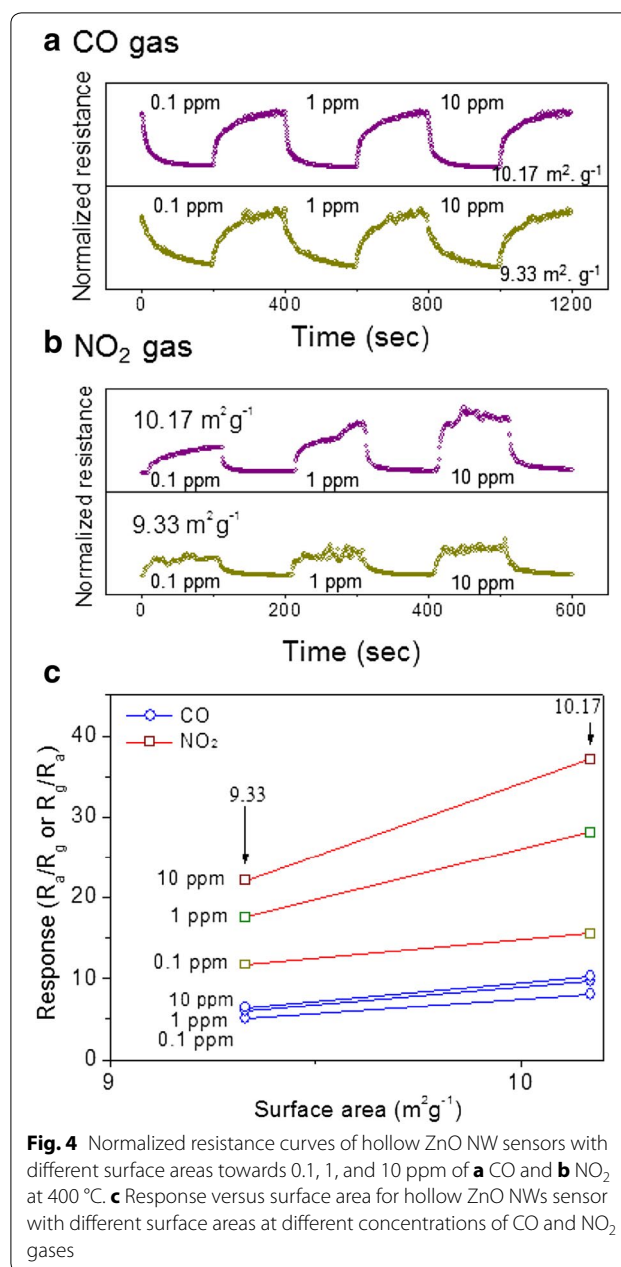 a CO gas
Normalized resistance
0.1 ppm 1 ppm 10 ppm
10.17 m². g⁻¹
0.1 ppm 1 ppm 10 ppm
9.33 m². g⁻¹
0 200 400 600 800 1000 1200
Time (sec)
b NO₂ gas
Normalized resistance
10.17 m²g⁻¹
0.1 ppm 1 ppm 10 ppm
9.33 m²g⁻¹
0.1 ppm 1 ppm 10 ppm
0 200 400 600
Time (sec)
c
CO
NO₂
10.17
9.33
Response (Rₐ/R_g or R_g/Rₐ)
40
30
20
10
0
10 ppm
1 ppm
0.1 ppm
10 ppm
1 ppm
0.1 ppm
9 10
Surface area (m²g⁻¹)
Fig. 4 Normalized resistance curves of hollow ZnO NW sensors with
different surface areas towards 0.1, 1, and 10 ppm of a CO and b NO₂
at 400 °C. c Response versus surface area for hollow ZnO NWs sensor
with different surface areas at different concentrations of CO and NO₂
gases